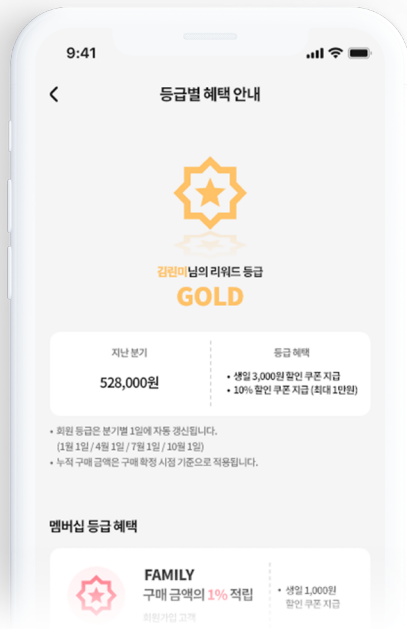 9:41
등급별 혜택 안내
김린미님의 리워드 등급
GOLD
지난 분기
528,000원
등급 혜택
• 생일 3,000원 할인 쿠폰 지급
• 10% 할인 쿠폰 지급 (최대 1만원)
• 회원 등급은 분기별 1일에 자동 갱신됩니다.
(1월 1일 / 4월 1일 / 7월 1일 / 10월 1일)
• 누적 구매 금액은 구매 확정 시점 기준으로 적용됩니다.
멤버십 등급 혜택
FAMILY
구매 금액의 1% 적립
회원가입 고객
• 생일 1,000원
할인 쿠폰 지급